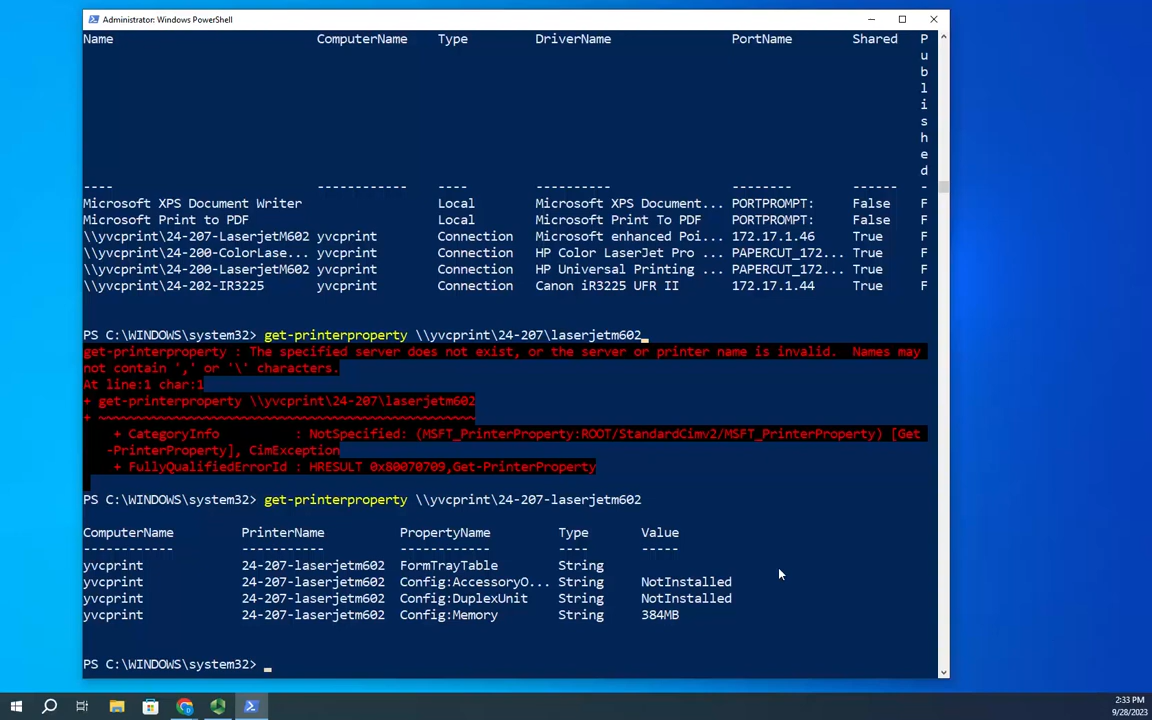 Administrator: Windows PowerShell
Name ComputerName Type DriverName PortName Shared P
u
b
l
i
s
h
e
d
---- ------------ ---- ---------- -------- ------ -
Microsoft XPS Document Writer Local Microsoft XPS Document... PORTPROMPT: False F
Microsoft Print to PDF Local Microsoft Print To PDF PORTPROMPT: False F
\\yvcprint\24-207-LaserjetM602 yvcprint Connection Microsoft enhanced Poi... 172.17.1.46 True F
\\yvcprint\24-200-ColorLase... yvcprint Connection HP Color LaserJet Pro ... PAPERCUT_172... True F
\\yvcprint\24-200-LaserjetM602 yvcprint Connection HP Universal Printing ... PAPERCUT_172... True F
\\yvcprint\24-202-IR3225 yvcprint Connection Canon iR3225 UFR II 172.17.1.44 True F
PS C:\WINDOWS\system32> get-printerproperty \\yvcprint\24-207\laserjetm602
get-printerproperty : The specified server does not exist, or the server or printer name is invalid.  Names may
not contain ',' or '\' characters.
At line:1 char:1
+ get-printerproperty \\yvcprint\24-207\laserjetm602
+ ~~~~~~~~~~~~~~~~~~~~~~~~~~~~~~~~~~~~~~~~~~~~~~~~~~
+ CategoryInfo          : NotSpecified: (MSFT_PrinterProperty:ROOT/StandardCimv2/MSFT_PrinterProperty) [Get
-PrinterProperty], CimException
+ FullyQualifiedErrorId : HRESULT 0x80070709,Get-PrinterProperty
PS C:\WINDOWS\system32> get-printerproperty \\yvcprint\24-207-laserjetm602
ComputerName PrinterName PropertyName Type Value
------------ ----------- ------------ ---- -----
yvcprint 24-207-laserjetm602 FormTrayTable String
yvcprint 24-207-laserjetm602 Config:AccessoryO... String NotInstalled
yvcprint 24-207-laserjetm602 Config:DuplexUnit String NotInstalled
yvcprint 24-207-laserjetm602 Config:Memory String 384MB
PS C:\WINDOWS\system32>
2:33 PM
9/28/2023